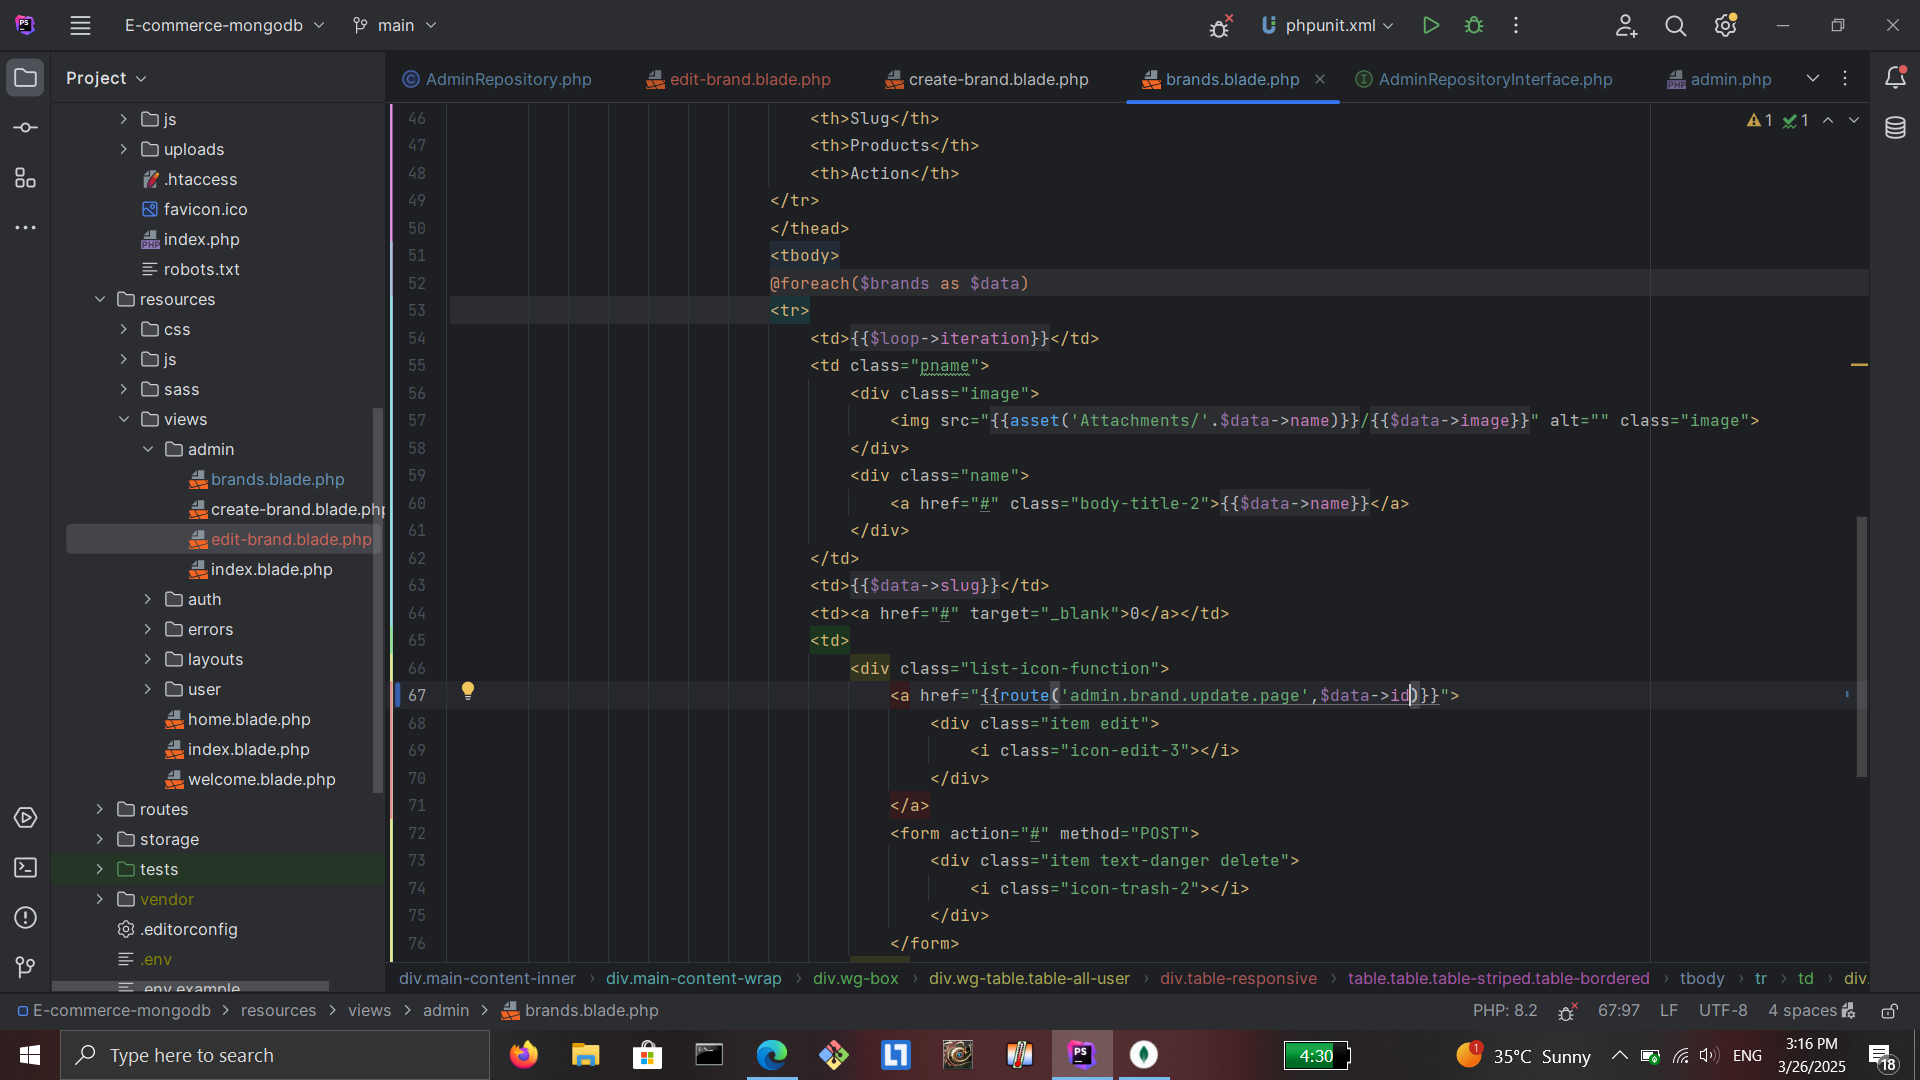 E-commerce-mongodb
main
phpunit.xml
Project
AdminRepository.php
edit-brand.blade.php
create-brand.blade.php
brands.blade.php
AdminRepositoryInterface.php
admin.php
js
uploads
.htaccess
favicon.ico
index.php
robots.txt
resources
css
js
sass
views
admin
brands.blade.php
create-brand.blade.php
edit-brand.blade.php
index.blade.php
auth
errors
layouts
user
home.blade.php
index.blade.php
welcome.blade.php
routes
storage
tests
vendor
.editorconfig
.env
.env.example
1 1
46 <th>Slug</th>
47 <th>Products</th>
48 <th>Action</th>
49 </tr>
50 </thead>
51 <tbody>
52 @foreach($brands as $data)
53 <tr>
54 <td>{{$loop->iteration}}</td>
55 <td class="pname">
56 <div class="image">
57 <img src="{{asset('Attachments/'.$data->name)}}/{{$data->image}}" alt="" class="image">
58 </div>
59 <div class="name">
60 <a href="#" class="body-title-2">{{$data->name}}</a>
61 </div>
62 </td>
63 <td>{{$data->slug}}</td>
64 <td><a href="#" target="_blank">0</a></td>
65 <td>
66 <div class="list-icon-function">
67 <a href="{{route('admin.brand.update.page',$data->id)}}">
68 <div class="item edit">
69 <i class="icon-edit-3"></i>
70 </div>
71 </a>
72 <form action="#" method="POST">
73 <div class="item text-danger delete">
74 <i class="icon-trash-2"></i>
75 </div>
76 </form>
div.main-content-inner › div.main-content-wrap › div.wg-box › div.wg-table.table-all-user › div.table-responsive › table.table.table-striped.table-bordered › tbody › tr › td › div.
E-commerce-mongodb > resources > views > admin > brands.blade.php
PHP: 8.2 67:97 LF UTF-8 4 spaces
Type here to search
4:30
1
35°C Sunny
ENG
3:16 PM
3/26/2025
18